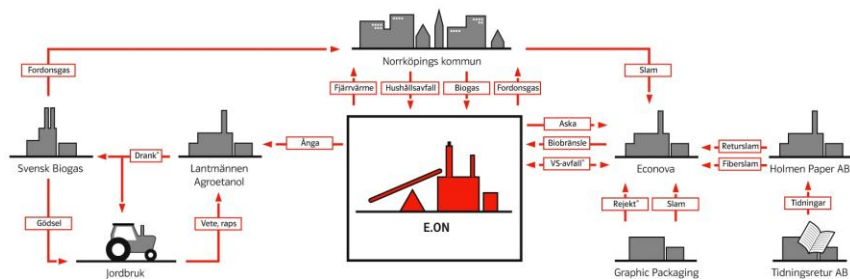 Norrköpings kommun
Fordonsgas
Slam
Fjärvärme
Hushållsavfall
Biogas
Fordonsgas
Aska
Ånga
Biobränsle
Returslam
Drank*
VS-avfall*
Fiberslam
Svensk Biogas
Lantmännen
Agroetanol
Econova
Holmen Paper AB
Gödsel
Vete, raps
E.ON
Rejekt*
Slam
Tidningar
Jordbruk
Graphic Packaging
Tidningsretur AB